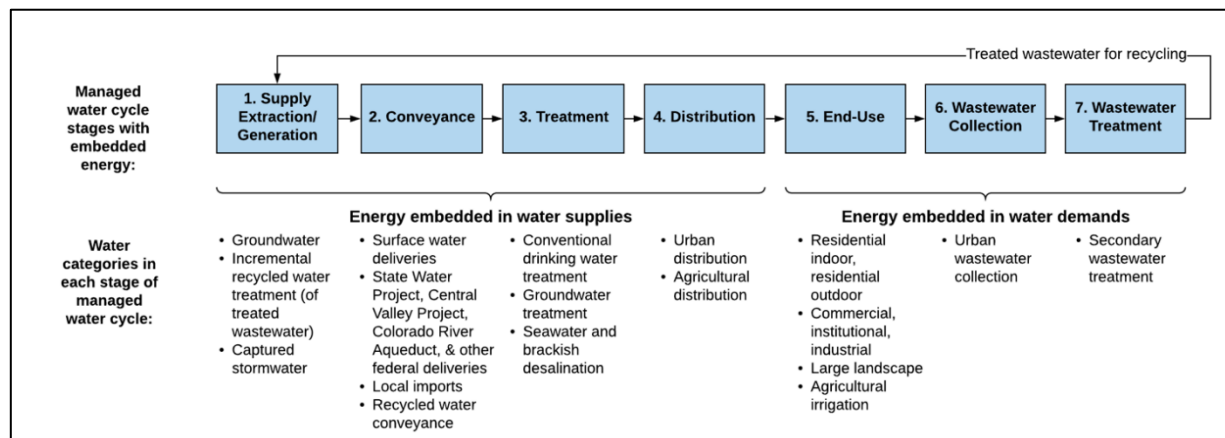 Treated wastewater for recycling
Managed
water cycle
stages with
embedded
energy:
1. Supply
Extraction/
Generation
2. Conveyance
3. Treatment
4. Distribution
5. End-Use
6. Wastewater
Collection
7. Wastewater
Treatment
Energy embedded in water supplies
Energy embedded in water demands
Water
categories in
each stage of
managed
water cycle:
• Groundwater
• Incremental
recycled water
treatment (of
treated
wastewater)
• Captured
stormwater
• Surface water
deliveries
• State Water
Project, Central
Valley Project,
Colorado River
Aqueduct, & other
federal deliveries
• Local imports
• Recycled water
conveyance
• Conventional
drinking water
treatment
• Groundwater
treatment
• Seawater and
brackish
desalination
• Urban
distribution
• Agricultural
distribution
• Residential
indoor,
residential
outdoor
• Commercial,
institutional,
industrial
• Large landscape
• Agricultural
irrigation
• Urban
wastewater
collection
• Secondary
wastewater
treatment